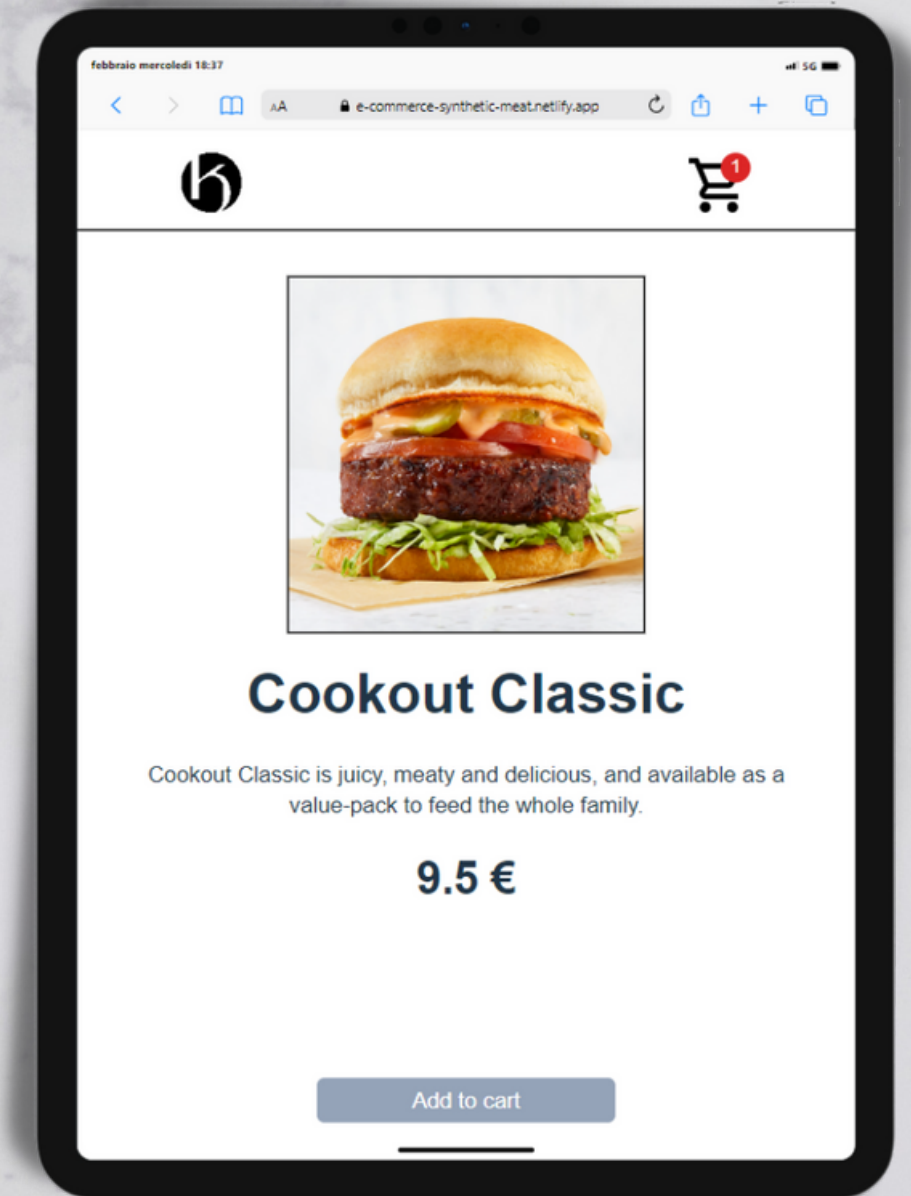 febbraio mercoledì 18:37
5G
AA
e-commerce-synthetic-meat.netlify.app
1
Cookout Classic
Cookout Classic is juicy, meaty and delicious, and available as a
value-pack to feed the whole family.
9.5 €
Add to cart